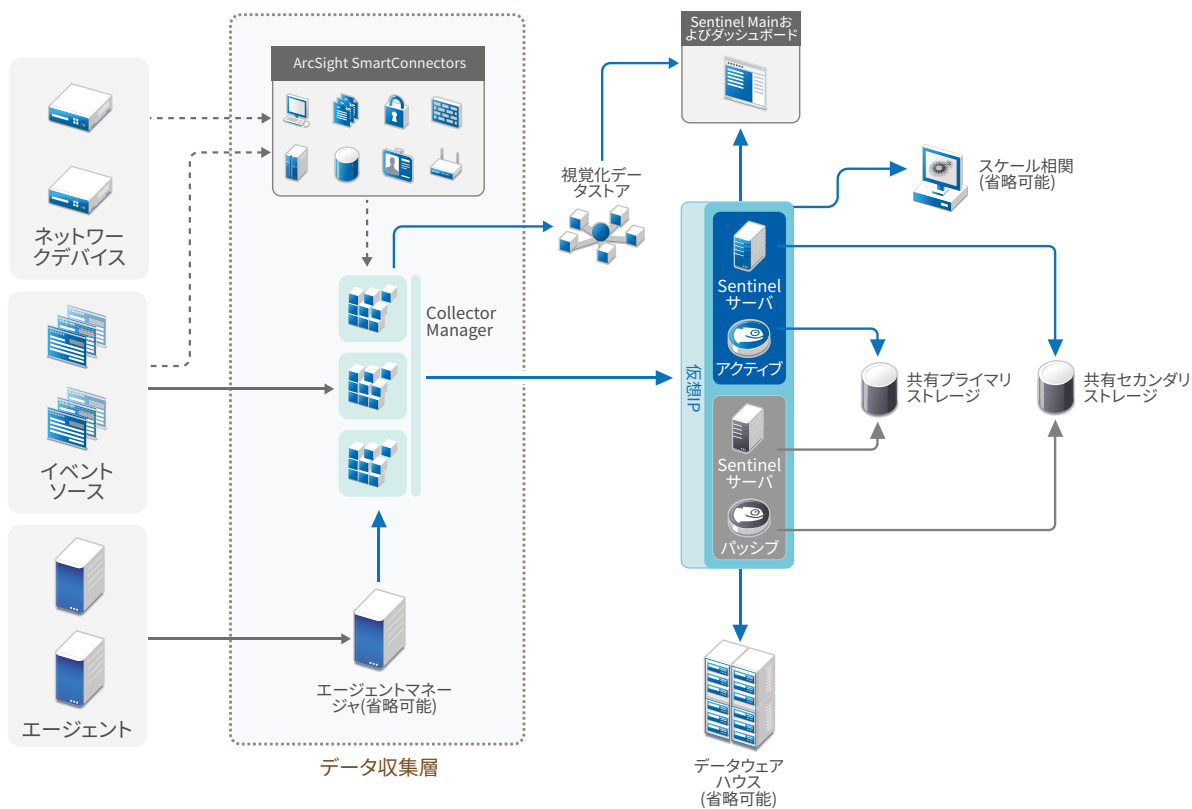 Sentinel Mainお
よびダッシュボード
ArcSight SmartConnectors
ネットワー
クデバイス
視覚化デー
タストア
スケール相関
(省略可能)
Collector
Manager
Sentinel
サーバ
アクティブ
仮想IP
共有プライマリ
ストレージ
共有セカンダリ
ストレージ
Sentinel
サーバ
パッシブ
イベント
ソース
エージェント
エージェントマネー
ジャ(省略可能)
データ収集層
データウェア
ハウス
(省略可能)